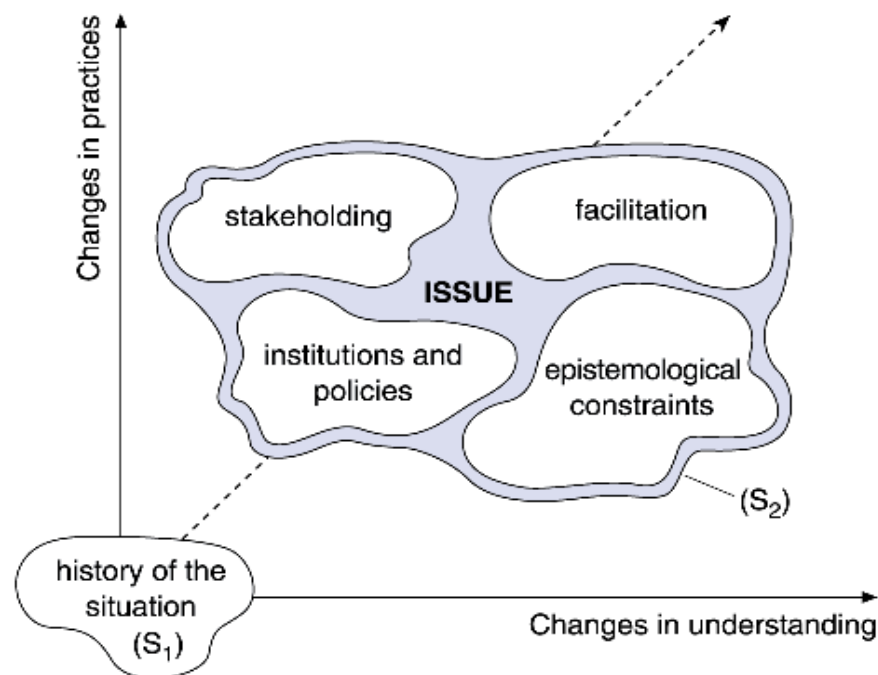 Changes in practices
stakeholding
facilitation
ISSUE
institutions and
policies
epistemological
constraints
(S₂)
history of the
situation
(S₁)
Changes in understanding